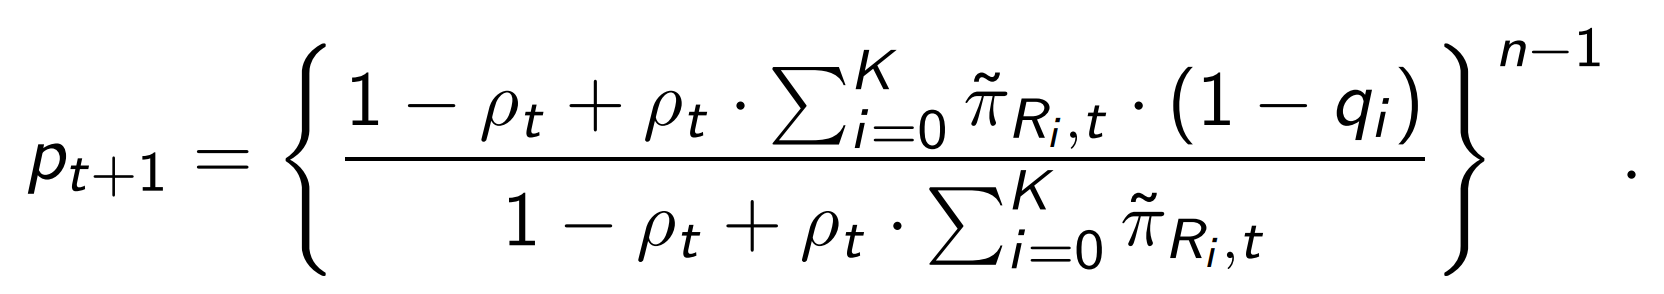 p_{t+1} = \left\{ \frac{1 - \rho_t + \rho_t \cdot \sum_{i=0}^{K} \tilde{\pi}_{R_i,t} \cdot (1 - q_i)}{1 - \rho_t + \rho_t \cdot \sum_{i=0}^{K} \tilde{\pi}_{R_i,t}} \right\}^{n-1} .